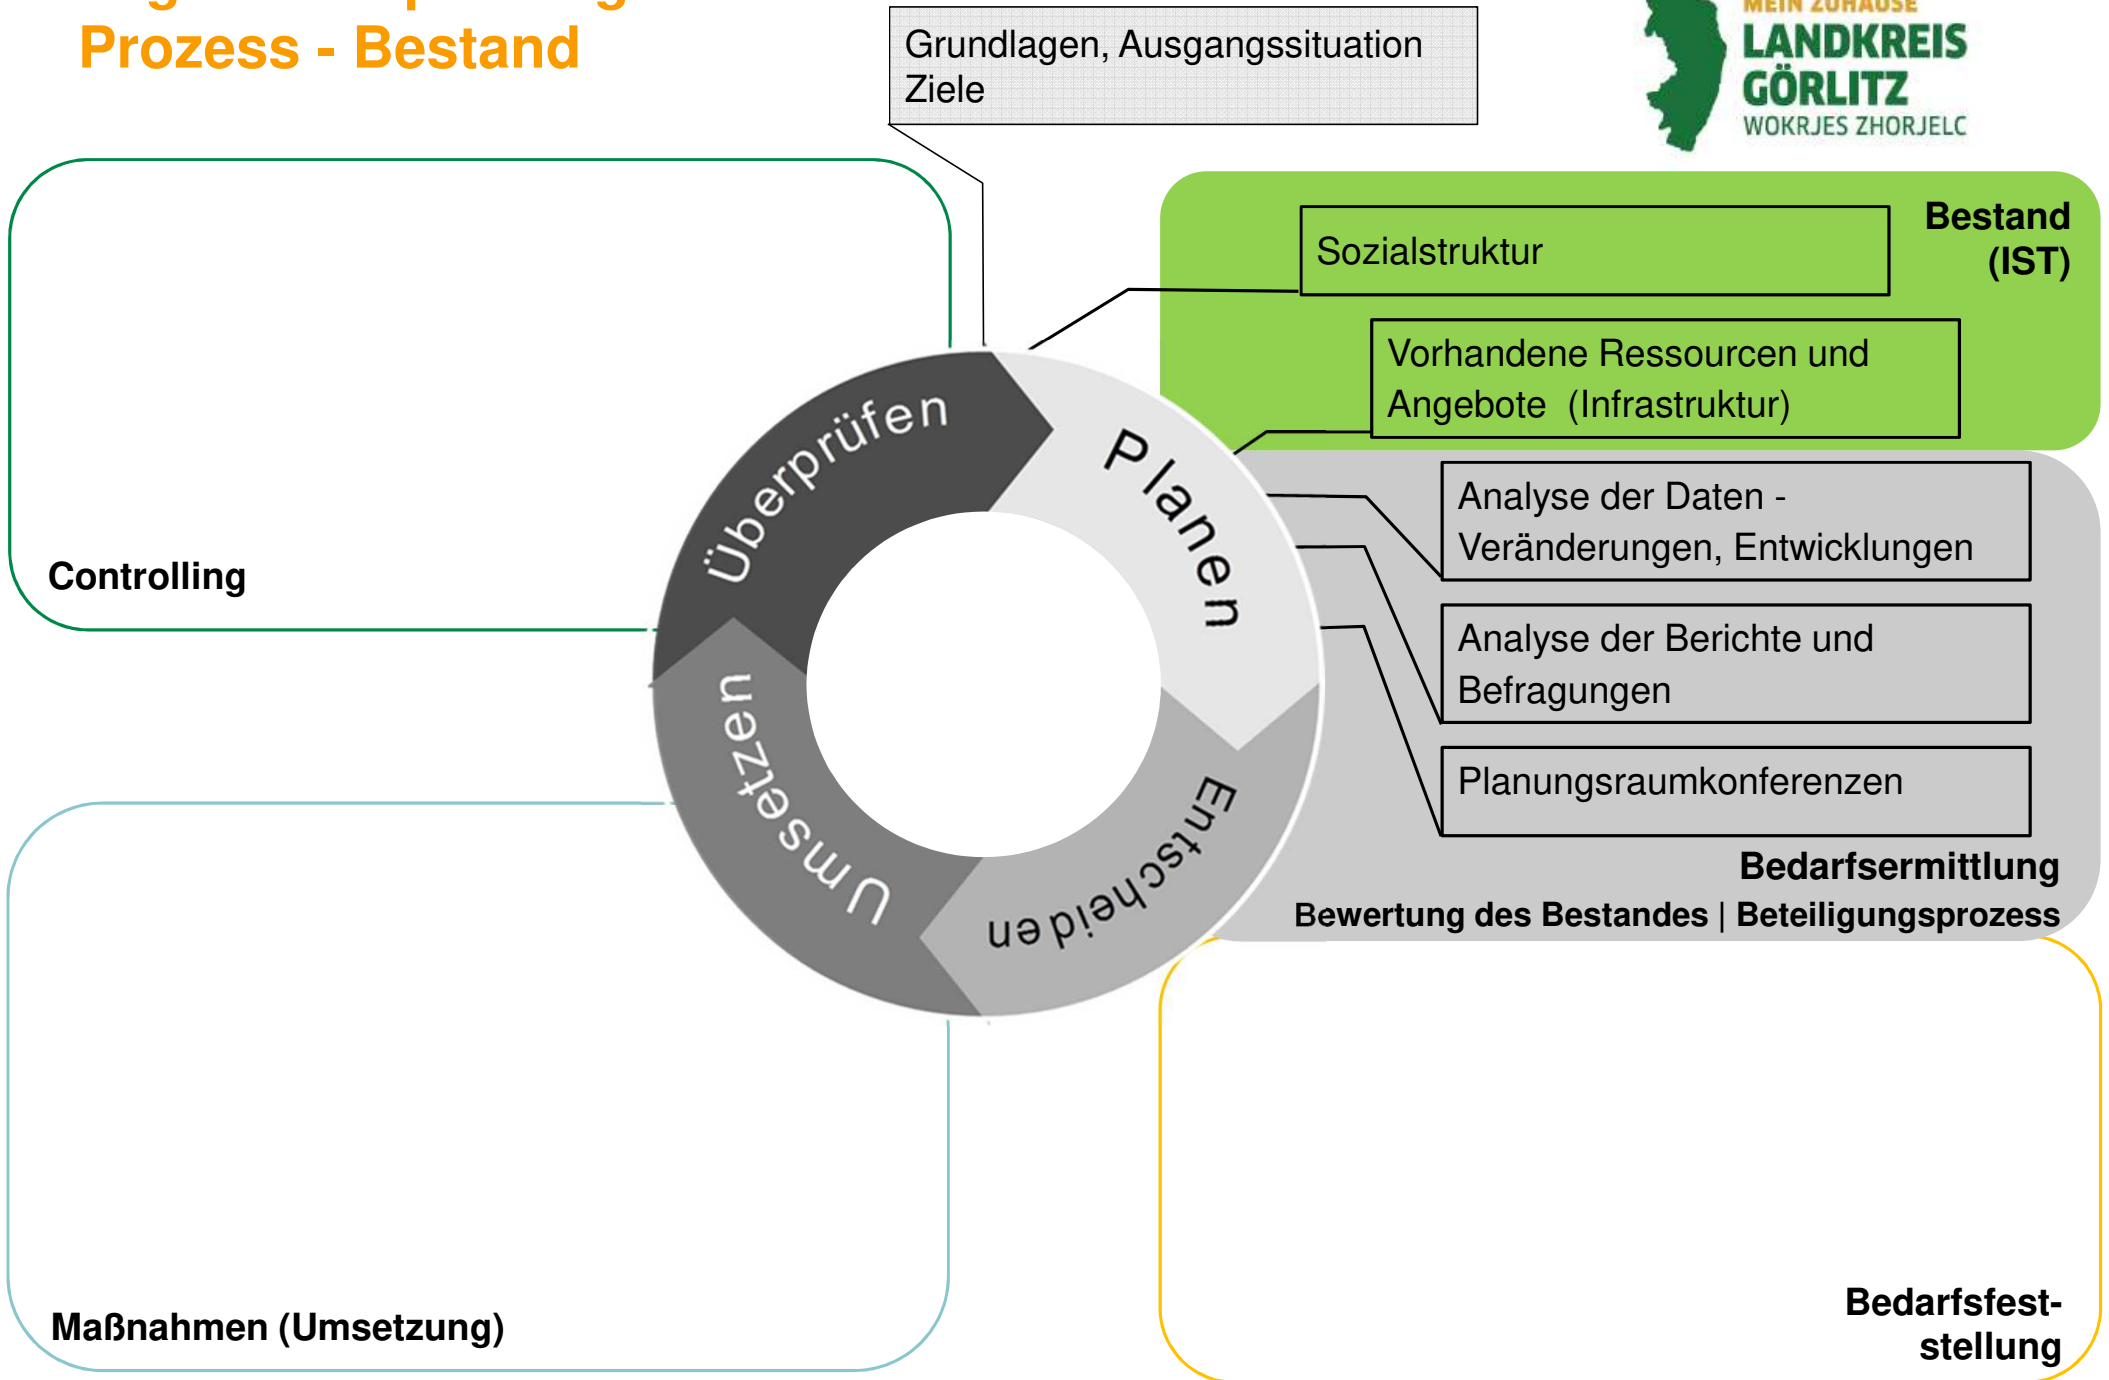 Prozess - Bestand
Grundlagen, Ausgangssituation
Ziele
MEIN ZUHAUSE
LANDKREIS
GÖRLITZ
WOKRJES ZHORJELC
Bestand
(IST)
Sozialstruktur
Vorhandene Ressourcen und
Angebote (Infrastruktur)
Analyse der Daten -
Veränderungen, Entwicklungen
Analyse der Berichte und
Befragungen
Planungsraumkonferenzen
Bedarfsermittlung
Bewertung des Bestandes | Beteiligungsprozess
Controlling
Überprüfen
Planen
Entscheiden
Umsetzen
Maßnahmen (Umsetzung)
Bedarfsfest-
stellung